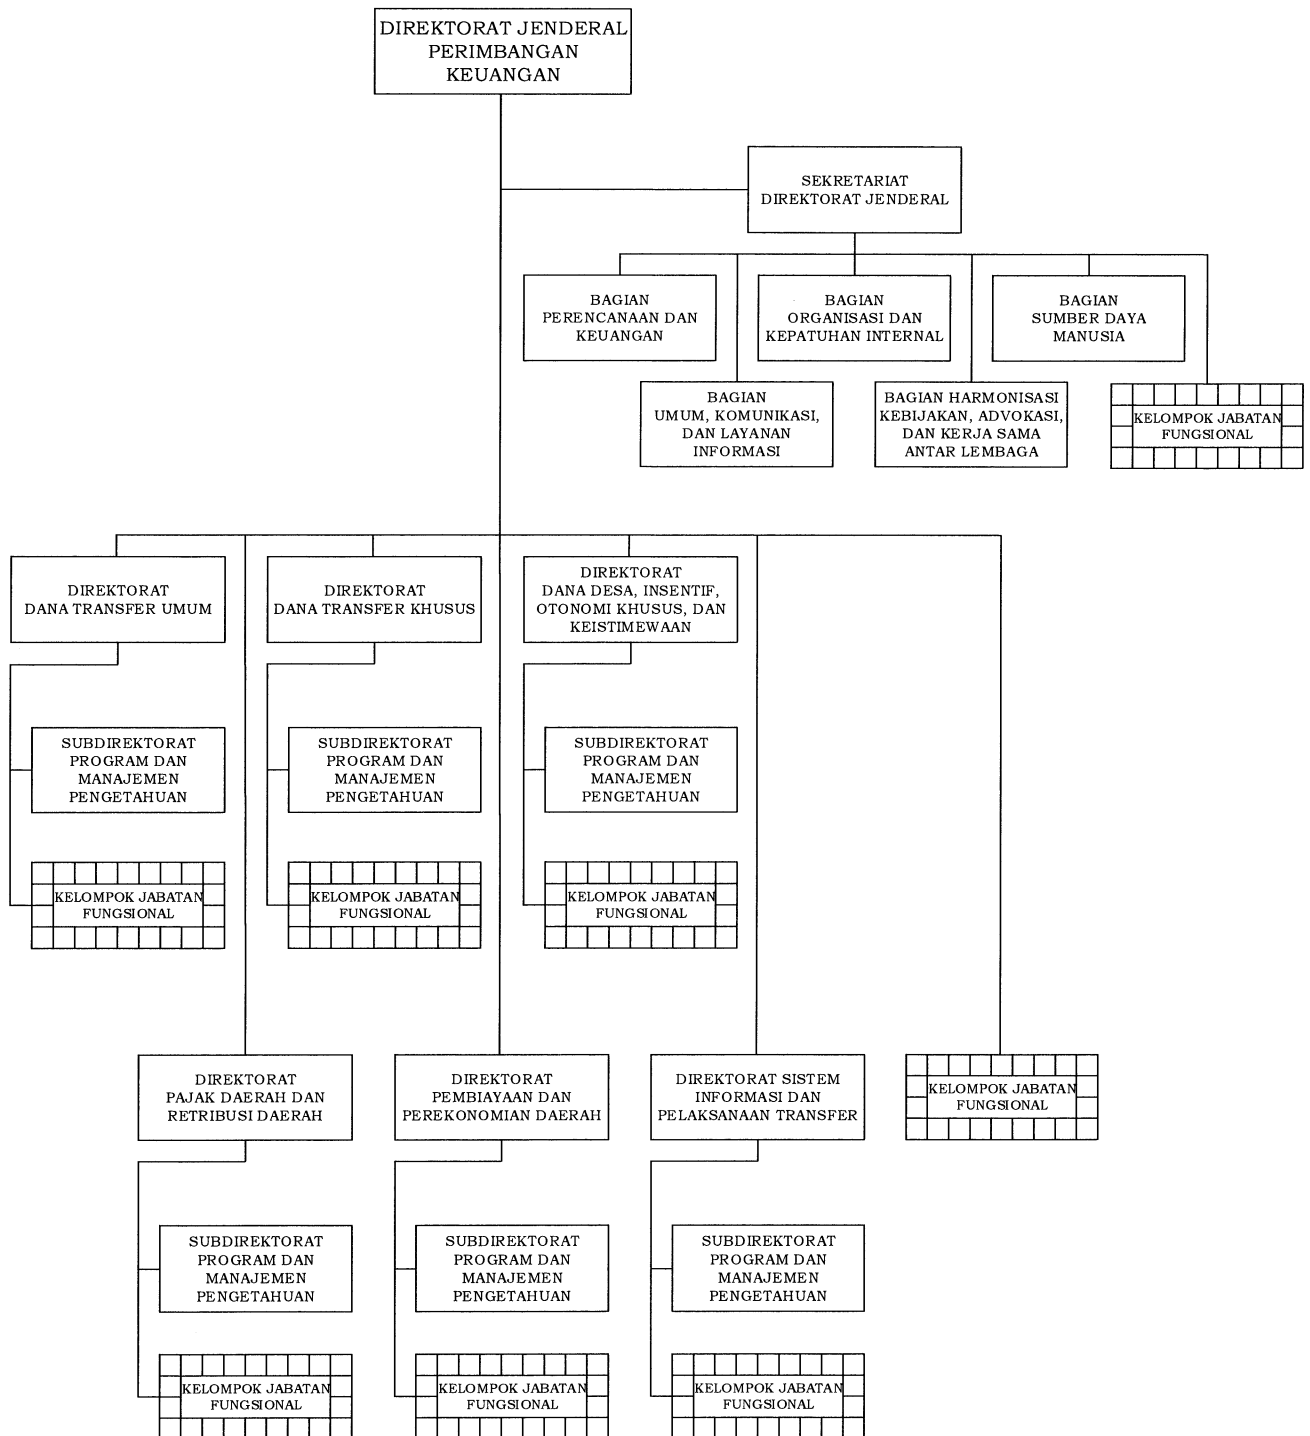 DIREKTORAT JENDERAL
PERIMBANGAN
KEUANGAN
SEKRETARIAT
DIREKTORAT JENDERAL
BAGIAN
PERENCANAAN DAN
KEUANGAN
BAGIAN
ORGANISASI DAN
KEPATUHAN INTERNAL
BAGIAN
SUMBER DAYA
MANUSIA
BAGIAN
UMUM, KOMUNIKASI,
DAN LAYANAN
INFORMASI
BAGIAN HARMONISASI
KEBIJAKAN, ADVOKASI,
DAN KERJA SAMA
ANTAR LEMBAGA
KELOMPOK JABATAN
FUNGSIONAL
DIREKTORAT
DANA TRANSFER UMUM
DIREKTORAT
DANA TRANSFER KHUSUS
DIREKTORAT
DANA DESA, INSENTIF,
OTONOMI KHUSUS, DAN
KEISTIMEWAAN
SUBDIREKTORAT
PROGRAM DAN
MANAJEMEN
PENGETAHUAN
SUBDIREKTORAT
PROGRAM DAN
MANAJEMEN
PENGETAHUAN
SUBDIREKTORAT
PROGRAM DAN
MANAJEMEN
PENGETAHUAN
KELOMPOK JABATAN
FUNGSIONAL
KELOMPOK JABATAN
FUNGSIONAL
KELOMPOK JABATAN
FUNGSIONAL
DIREKTORAT
PAJAK DAERAH DAN
RETRIBUSI DAERAH
DIREKTORAT
PEMBIAYAAN DAN
PEREKONOMIAN DAERAH
DIREKTORAT SISTEM
INFORMASI DAN
PELAKSANAAN TRANSFER
KELOMPOK JABATAN
FUNGSIONAL
SUBDIREKTORAT
PROGRAM DAN
MANAJEMEN
PENGETAHUAN
SUBDIREKTORAT
PROGRAM DAN
MANAJEMEN
PENGETAHUAN
SUBDIREKTORAT
PROGRAM DAN
MANAJEMEN
PENGETAHUAN
KELOMPOK JABATAN
FUNGSIONAL
KELOMPOK JABATAN
FUNGSIONAL
KELOMPOK JABATAN
FUNGSIONAL